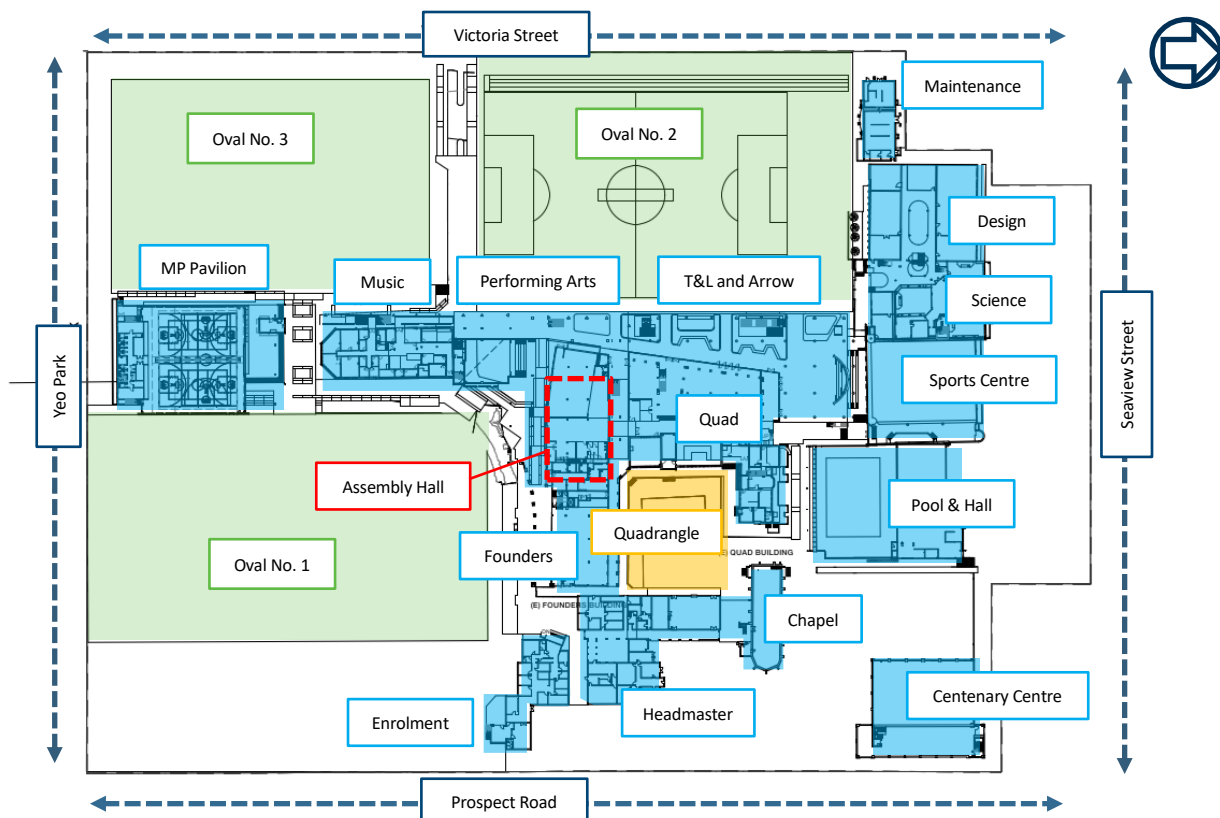 Victoria Street
Maintenance
Oval No. 3
Oval No. 2
Design
MP Pavilion
Music
Performing Arts
T&L and Arrow
Science
Yeo Park
Seaview Street
Sports Centre
Quad
Assembly Hall
Pool & Hall
Quadrangle
Founders
(E) QUAD BUILDING
Oval No. 1
(E) FOUNDERS BUILDING
Chapel
Centenary Centre
Headmaster
Enrolment
Prospect Road